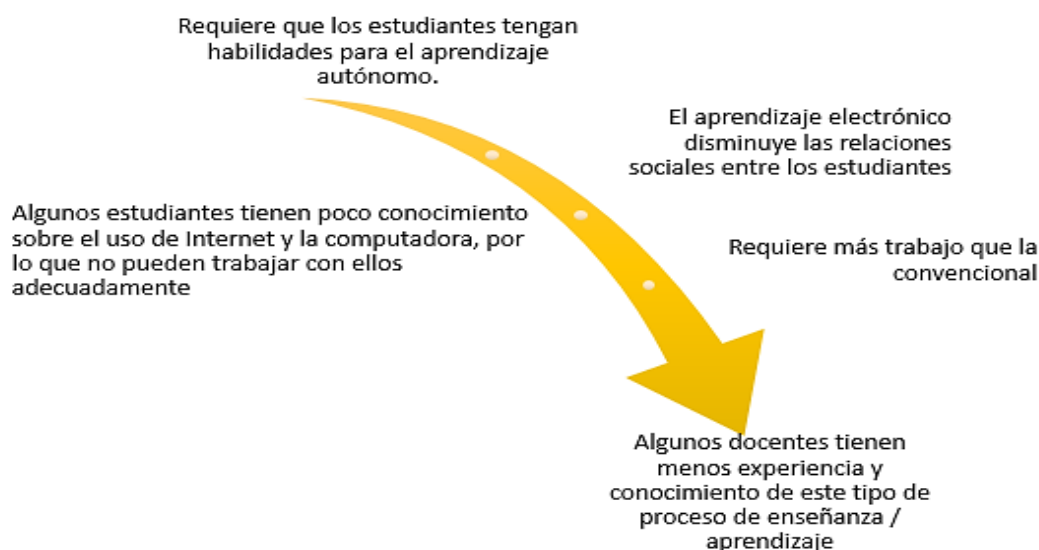 Requiere que los estudiantes tengan
habilidades para el aprendizaje
autónomo.
El aprendizaje electrónico
disminuye las relaciones
sociales entre los estudiantes
Algunos estudiantes tienen poco conocimiento
sobre el uso de Internet y la computadora, por
lo que no pueden trabajar con ellos
adecuadamente
Requiere más trabajo que la
convencional
Algunos docentes tienen
menos experiencia y
conocimiento de este tipo de
proceso de enseñanza /
aprendizaje